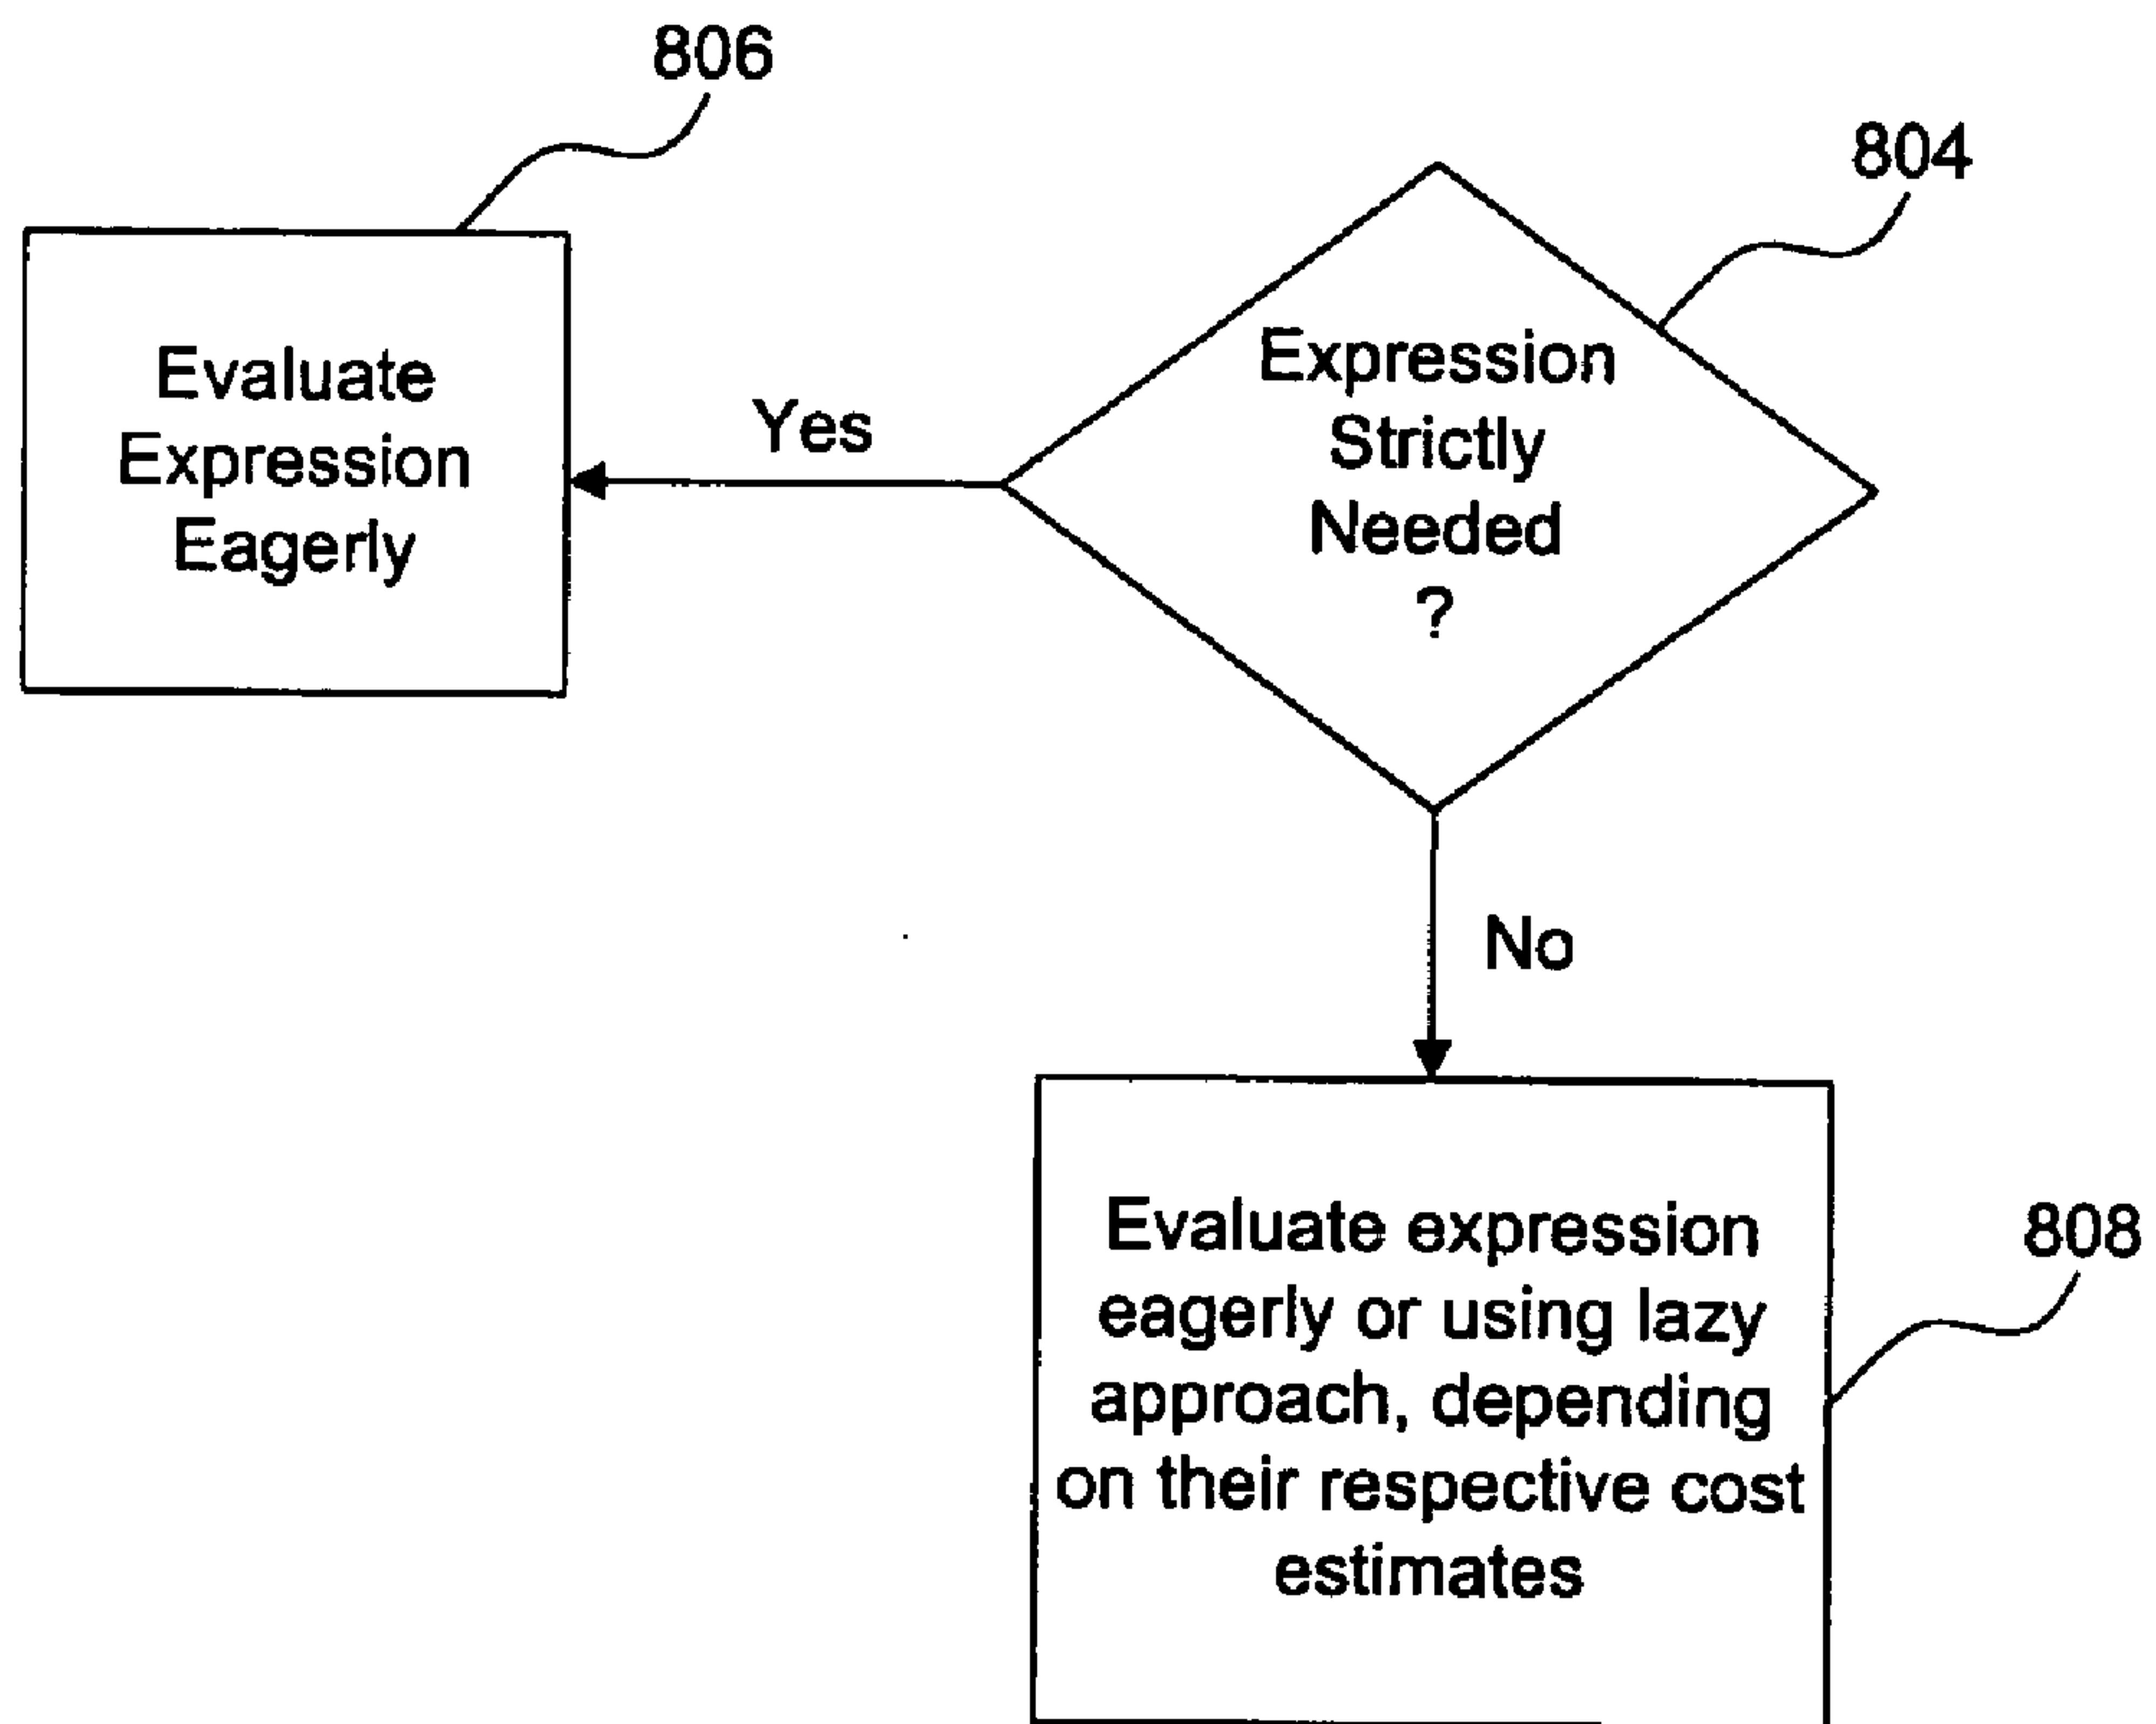 806
804
Expression
Strictly
Needed
?
Yes
Evaluate
Expression
Eagerly
No
Evaluate expression
eagerly or using lazy
approach, depending
on their respective cost
estimates
808